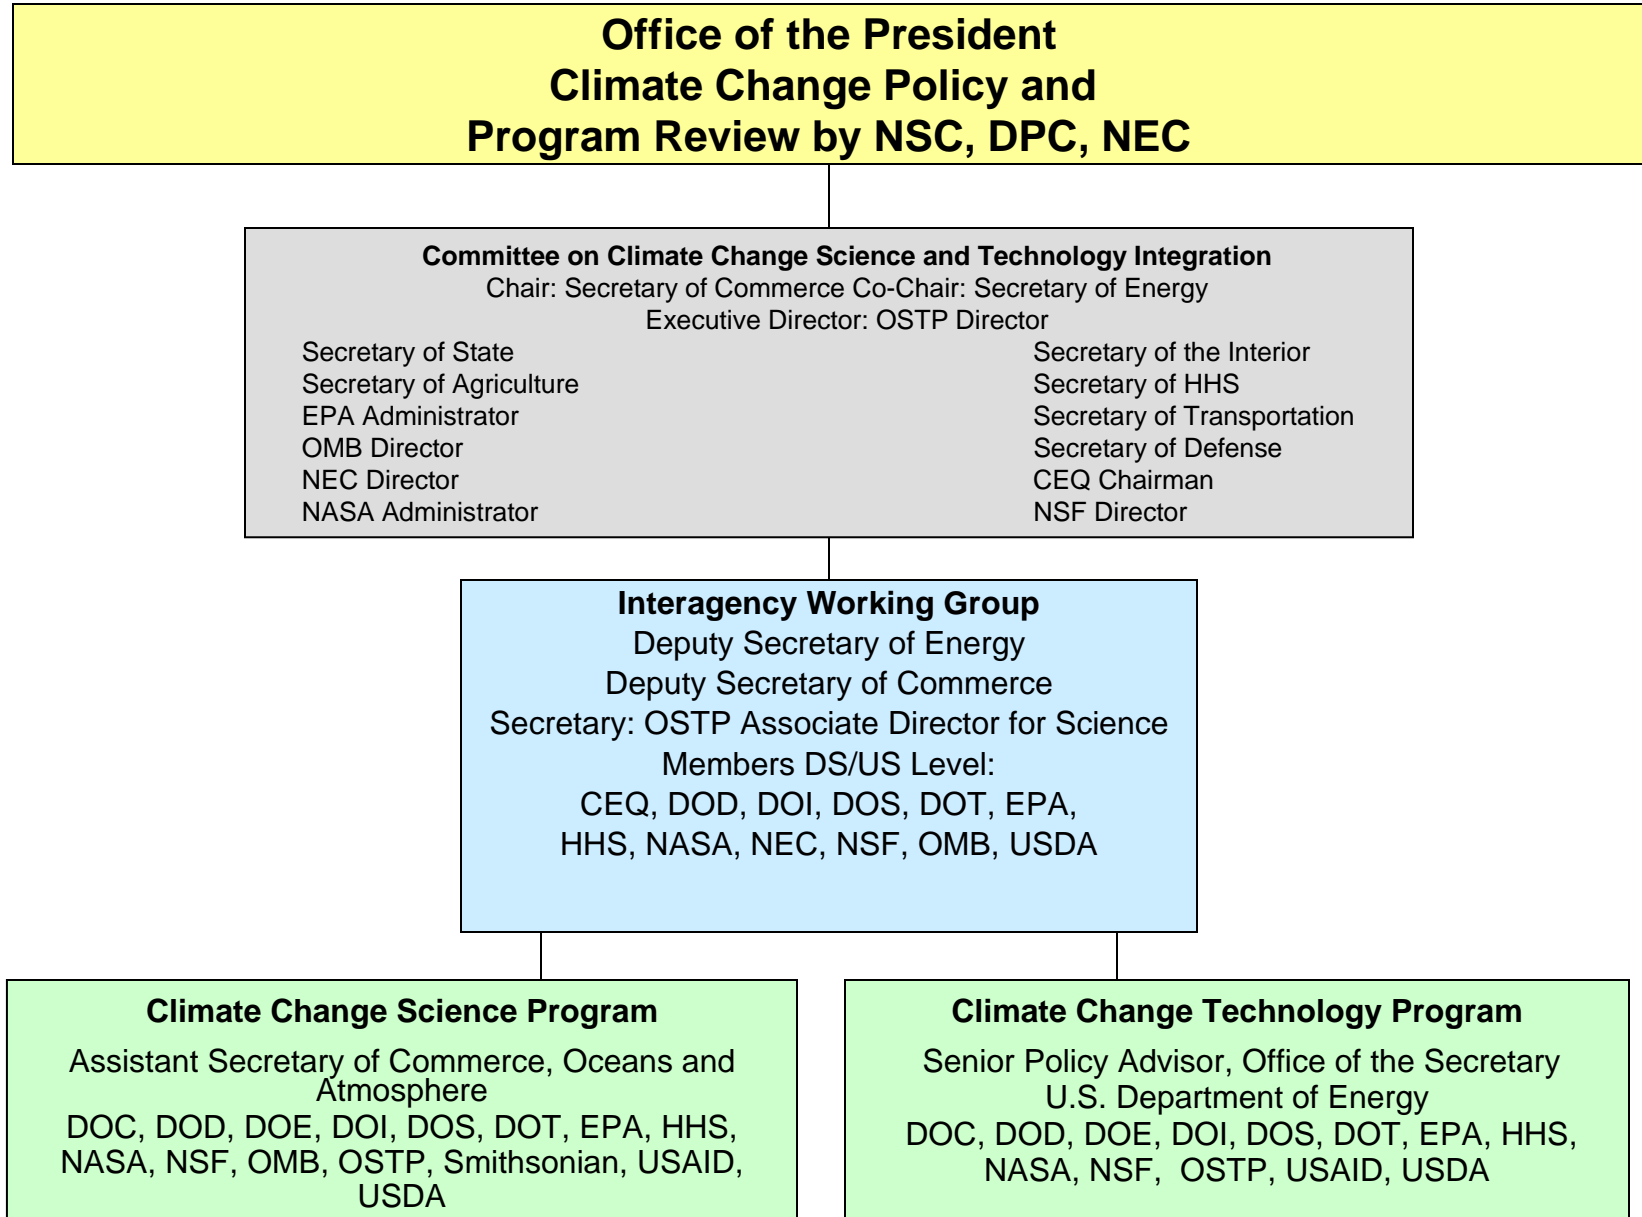 Office of the President
Climate Change Policy and
Program Review by NSC, DPC, NEC
Committee on Climate Change Science and Technology Integration
Chair: Secretary of Commerce Co-Chair: Secretary of Energy
Executive Director: OSTP Director
Secretary of State
Secretary of Agriculture
EPA Administrator
OMB Director
NEC Director
NASA Administrator
Secretary of the Interior
Secretary of HHS
Secretary of Transportation
Secretary of Defense
CEQ Chairman
NSF Director
Interagency Working Group
Deputy Secretary of Energy
Deputy Secretary of Commerce
Secretary: OSTP Associate Director for Science
Members DS/US Level:
CEQ, DOD, DOI, DOS, DOT, EPA,
HHS, NASA, NEC, NSF, OMB, USDA
Climate Change Science Program
Assistant Secretary of Commerce, Oceans and
Atmosphere
DOC, DOD, DOE, DOI, DOS, DOT, EPA, HHS,
NASA, NSF, OMB, OSTP, Smithsonian, USAID,
USDA
Climate Change Technology Program
Senior Policy Advisor, Office of the Secretary
U.S. Department of Energy
DOC, DOD, DOE, DOI, DOS, DOT, EPA, HHS,
NASA, NSF, OSTP, USAID, USDA